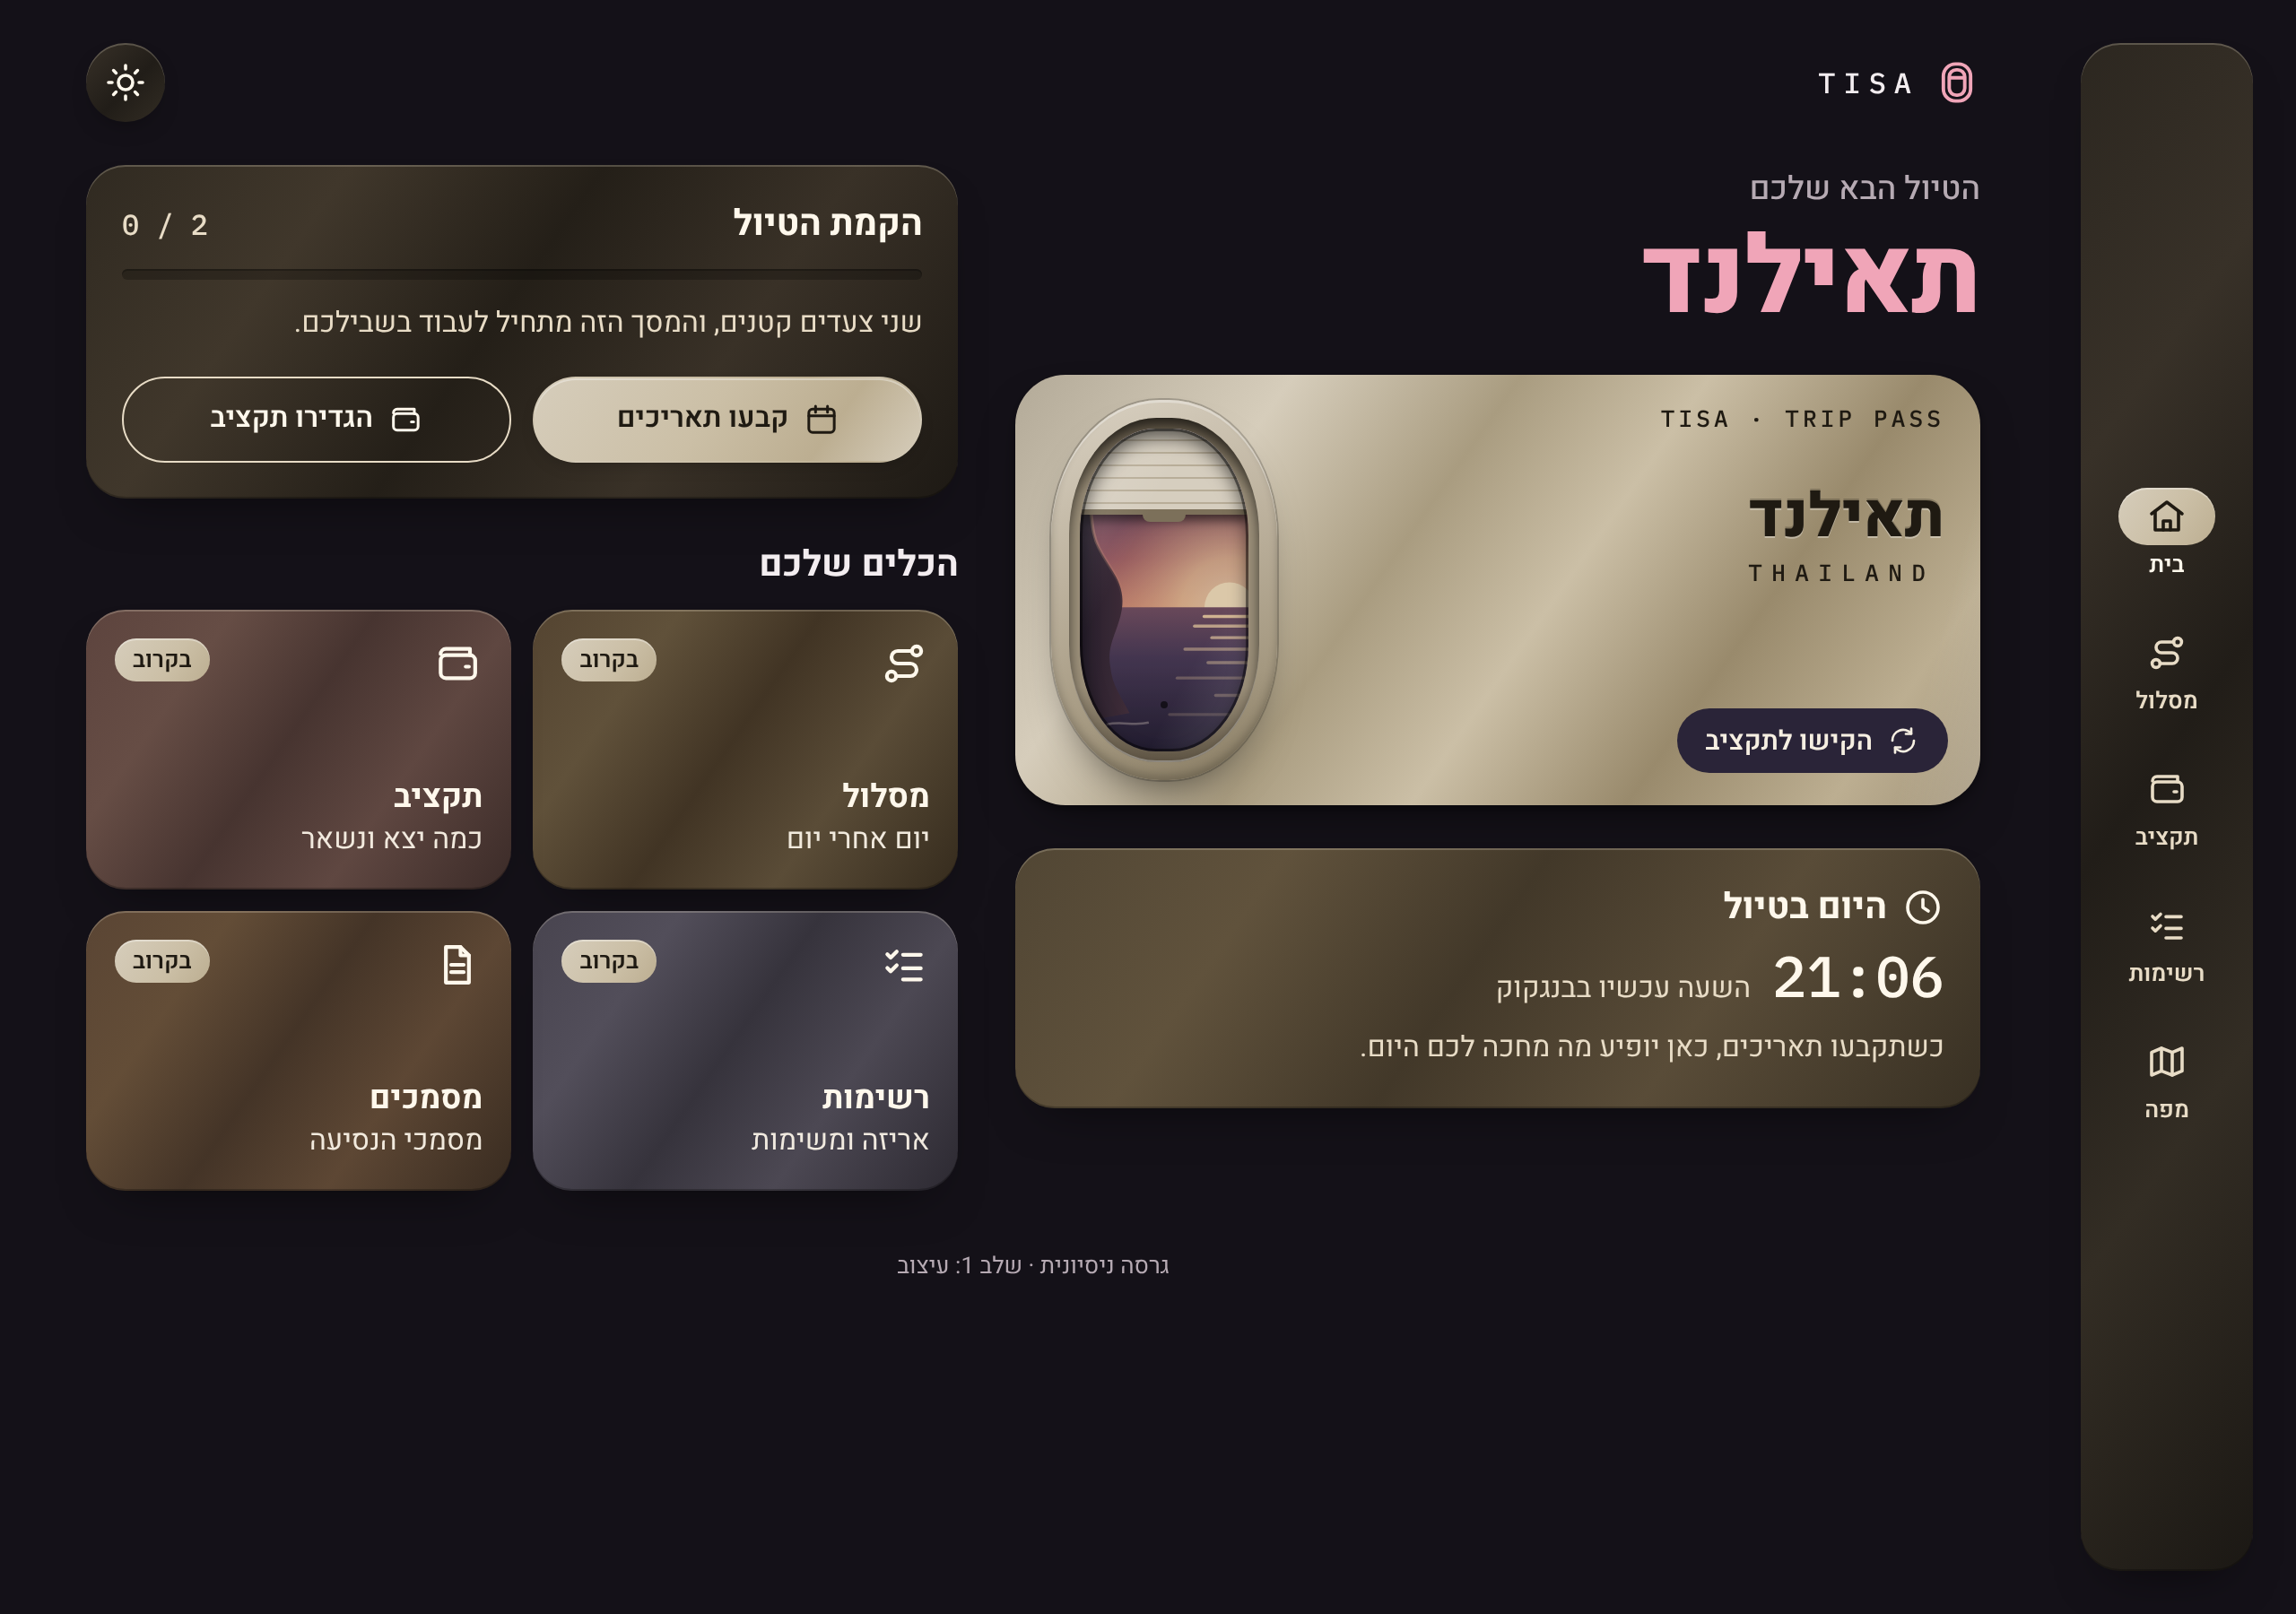 TISA
הטיול הבא שלכם
תאילנד
TISA · TRIP PASS
תאילנד
THAILAND
הקישו לתקציב
היום בטיול
21:06 השעה עכשיו בבנגקוק
כשתקבעו תאריכים, כאן יופיע מה מחכה לכם היום.
הקמת הטיול
0 / 2
שני צעדים קטנים, והמסך הזה מתחיל לעבוד בשבילכם.
קבעו תאריכים
הגדירו תקציב
הכלים שלכם
בקרוב
מסלול
יום אחרי יום
בקרוב
תקציב
כמה יצא ונשאר
בקרוב
רשימות
אריזה ומשימות
בקרוב
מסמכים
מסמכי הנסיעה
בית
מסלול
תקציב
רשימות
מפה
גרסה ניסיונית · שלב 1: עיצוב